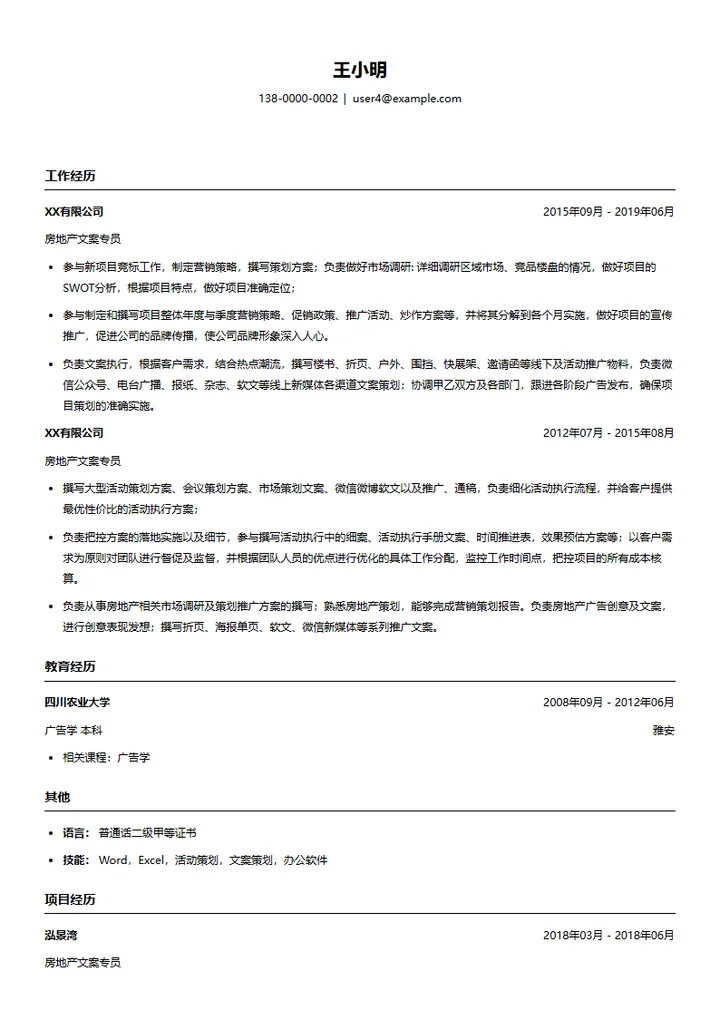 王小明
138-0000-0002 | user4@example.com
工作经历
XX有限公司 2015年09月 - 2019年06月
房地产文案专员
• 参与新项目竞标工作，制定营销策略，撰写策划方案；负责做好市场调研: 详细调研区域市场、竞品楼盘的情况，做好项目的
SWOT分析，根据项目特点，做好项目准确定位；
• 参与制定和撰写项目整体年度与季度营销策略、促销政策、推广活动、炒作方案等，并将其分解到各个月实施，做好项目的宣传
推广，促进公司的品牌传播，使公司品牌形象深入人心。
• 负责文案执行，根据客户需求，结合热点潮流，撰写楼书、折页、户外、围挡、快展架、邀请函等线下及活动推广物料，负责微
信公众号、电台广播、报纸、杂志、软文等线上新媒体各渠道文案策划；协调甲乙双方及各部门，跟进各阶段广告发布，确保项
目策划的准确实施。
XX有限公司 2012年07月 - 2015年08月
房地产文案专员
• 撰写大型活动策划方案、会议策划方案、市场策划文案、微信微博软文以及推广、通稿，负责细化活动执行流程，并给客户提供
最优性价比的活动执行方案；
• 负责把控方案的落地实施以及细节，参与撰写活动执行中的细案、活动执行手册文案、时间推进表，效果预估方案等；以客户需
求为原则对团队进行督促及监督，并根据团队人员的优点进行优化的具体工作分配，监控工作时间点，把控项目的所有成本核
算。
• 负责从事房地产相关市场调研及策划推广方案的撰写；熟悉房地产策划，能够完成营销策划报告。负责房地产广告创意及文案，
进行创意表现发想；撰写折页、海报单页、软文、微信新媒体等系列推广文案。
教育经历
四川农业大学 2008年09月 - 2012年06月
广告学 本科 雅安
• 相关课程：广告学
其他
• 语言： 普通话二级甲等证书
• 技能： Word，Excel，活动策划，文案策划，办公软件
项目经历
泓景湾 2018年03月 - 2018年06月
房地产文案专员